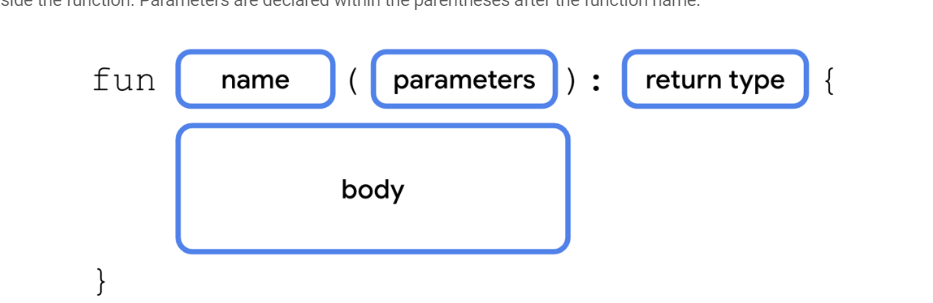 side the function. Parameters are declared within the parentheses after the function name.
fun name ( parameters ) : return type {
body
}